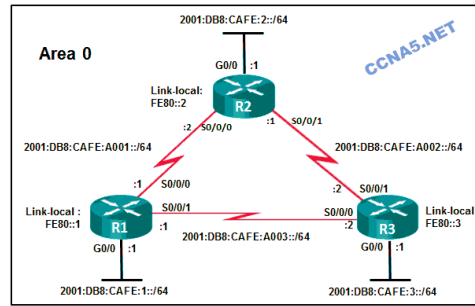 2001:DB8:CAFE:2::/64
CCNA5.NET
Area 0
G0/0 :1
Link-local:
FE80::2
R2
:2 S0/0/0
:1 S0/0/1
2001:DB8:CAFE:A001::/64
2001:DB8:CAFE:A002::/64
:1 S0/0/0
:2 S0/0/1
Link-local :
FE80::1
R1
S0/0/1
:1
S0/0/0
:2
R3
Link-local:
FE80::3
2001:DB8:CAFE:A003::/64
G0/0 :1
G0/0 :1
2001:DB8:CAFE:1::/64
2001:DB8:CAFE:3::/64